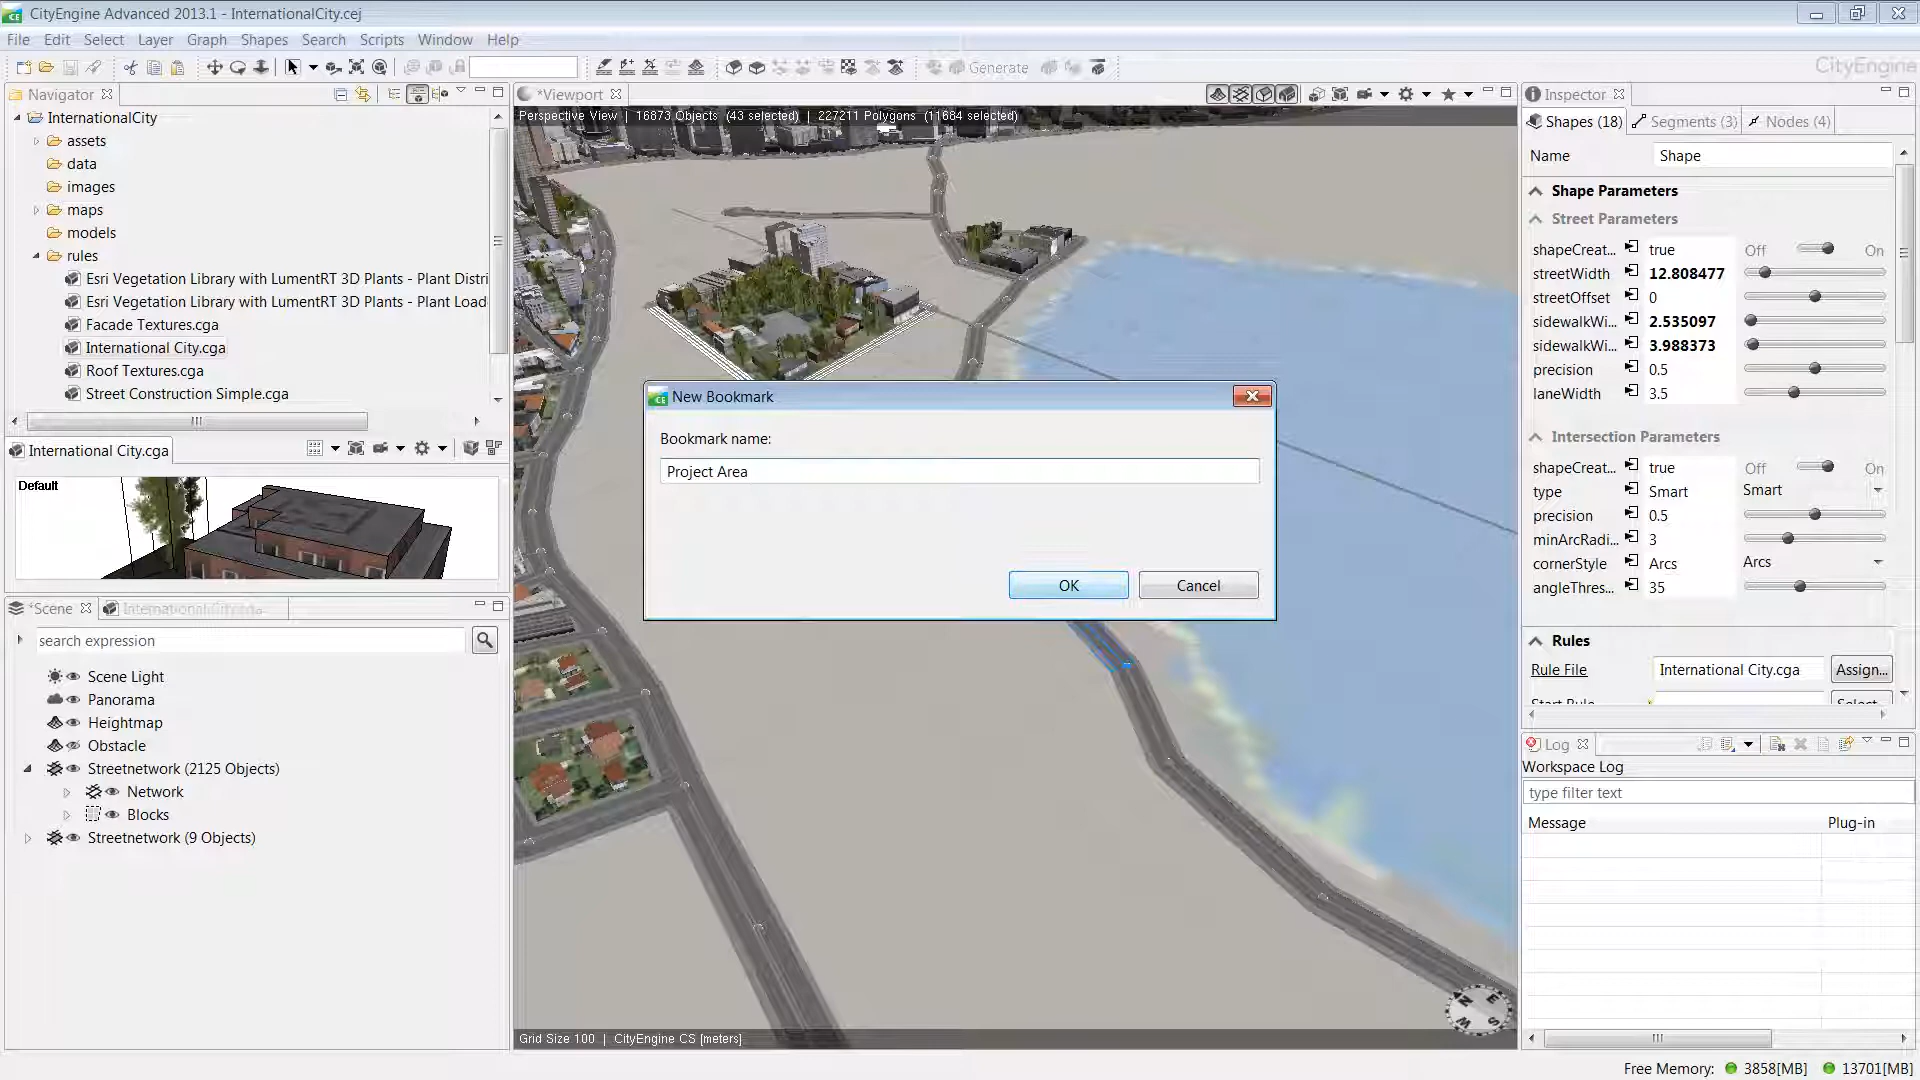 CityEngine Advanced 2013.1 - InternationalCity.cej
File Edit Select Layer Graph Shapes Search Scripts Window Help
Generate
CityEngine
Navigator
InternationalCity
assets
data
images
maps
models
rules
Esri Vegetation Library with LumentRT 3D Plants - Plant Distri
Esri Vegetation Library with LumentRT 3D Plants - Plant Load
Facade Textures.cga
International City.cga
Roof Textures.cga
Street Construction Simple.cga
International City.cga
Default
*Scene
InternationalCity.cga
search expression
Scene Light
Panorama
Heightmap
Obstacle
Streetnetwork (2125 Objects)
Network
Blocks
Streetnetwork (9 Objects)
*Viewport
Perspective View | 16873 Objects (43 selected) | 227211 Polygons (11684 selected)
New Bookmark
Bookmark name:
Project Area
OK Cancel
N E
W S
Grid Size 100 | CityEngine CS [meters]
Inspector
Shapes (18) Segments (3) Nodes (4)
Name Shape
Shape Parameters
Street Parameters
shapeCreat... true Off On
streetWidth 12.808477
streetOffset 0
sidewalkWi... 2.535097
sidewalkWi... 3.988373
precision 0.5
laneWidth 3.5
Intersection Parameters
shapeCreat... true Off On
type Smart Smart
precision 0.5
minArcRadi... 3
cornerStyle Arcs Arcs
angleThres... 35
Rules
Rule File International City.cga Assign...
Start Rule Select...
Log
Workspace Log
type filter text
Message Plug-in
Free Memory: 3858[MB] 13701[MB]